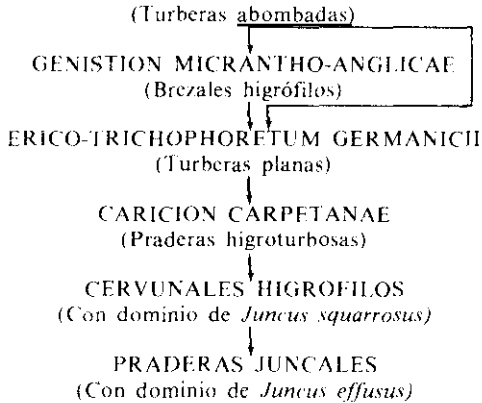 (Turberas abombadas)
GENISTION MICRANTHO-ANGLICAE
(Brezales higrófilos)
ERICO-TRICHOPHORETUM GERMANICII
(Turberas planas)
CARICION CARPETANAE
(Praderas higroturbosas)
CERVUNALES HIGROFILOS
(Con dominio de Juncus squarrosus)
PRADERAS JUNCALES
(Con dominio de Juncus effusus)